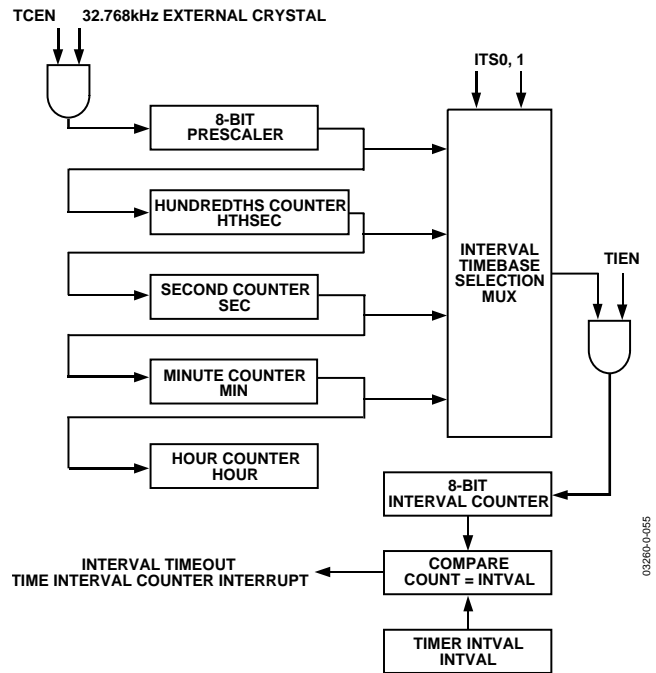 TCEN 32.768kHz EXTERNAL CRYSTAL
ITS0, 1
8-BIT
PRESCALER
HUNDREDTHS COUNTER
HTHSEC
INTERVAL
TIMEBASE
SELECTION
MUX
TIEN
SECOND COUNTER
SEC
MINUTE COUNTER
MIN
HOUR COUNTER
HOUR
8-BIT
INTERVAL COUNTER
INTERVAL TIMEOUT
TIME INTERVAL COUNTER INTERRUPT
COMPARE
COUNT = INTVAL
TIMER INTVAL
INTVAL
03260-0-055